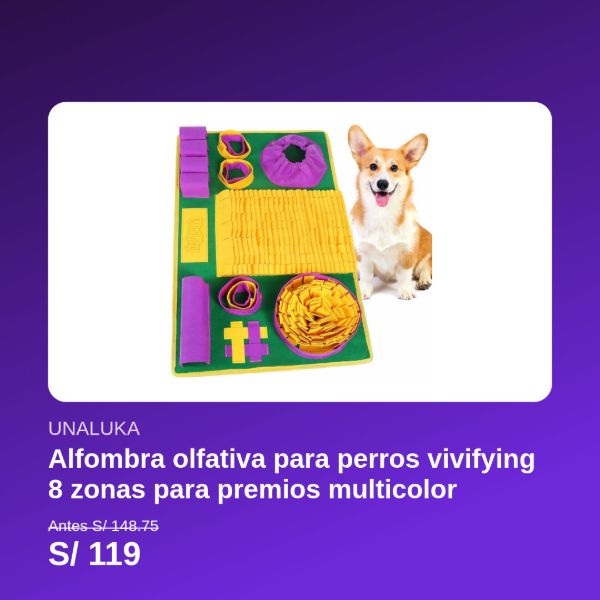 UNALUKA
Alfombra olfativa para perros vivifying
8 zonas para premios multicolor
Antes S/ 148.75
S/ 119